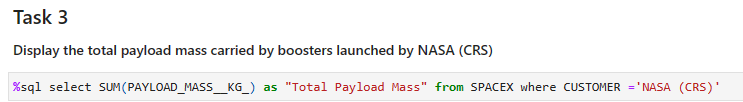 Task 3
Display the total payload mass carried by boosters launched by NASA (CRS)
%sql select SUM(PAYLOAD_MASS__KG_) as "Total Payload Mass" from SPACEX where CUSTOMER ='NASA (CRS)'